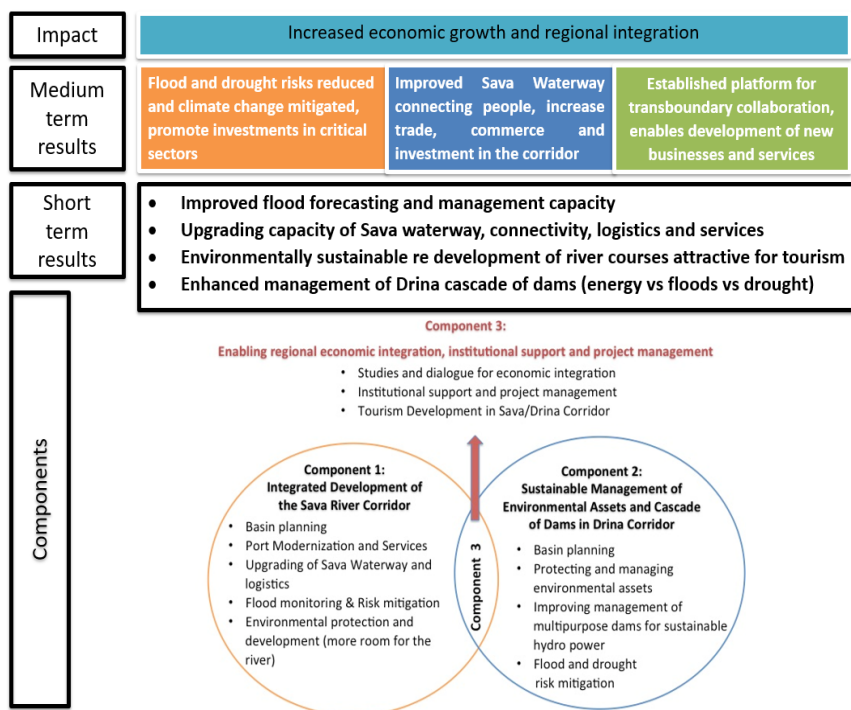 Impact
Increased economic growth and regional integration
Medium
term
results
Flood and drought risks reduced
and climate change mitigated,
promote investments in critical
sectors
Improved Sava Waterway
connecting people, increase
trade, commerce and
investment in the corridor
Established platform for
transboundary collaboration,
enables development of new
businesses and services
Short
term
results
• Improved flood forecasting and management capacity
• Upgrading capacity of Sava waterway, connectivity, logistics and services
• Environmentally sustainable re development of river courses attractive for tourism
• Enhanced management of Drina cascade of dams (energy vs floods vs drought)
Components
Component 3:
Enabling regional economic integration, institutional support and project management
• Studies and dialogue for economic integration
• Institutional support and project management
• Tourism Development in Sava/Drina Corridor
Component 1:
Integrated Development of
the Sava River Corridor
• Basin planning
• Port Modernization and Services
• Upgrading of Sava Waterway and
logistics
• Flood monitoring & Risk mitigation
• Environmental protection and
development (more room for the
river)
Component 3
Component 2:
Sustainable Management of
Environmental Assets and Cascade
of Dams in Drina Corridor
• Basin planning
• Protecting and managing
environmental assets
• Improving management of
multipurpose dams for sustainable
hydro power
• Flood and drought
risk mitigation